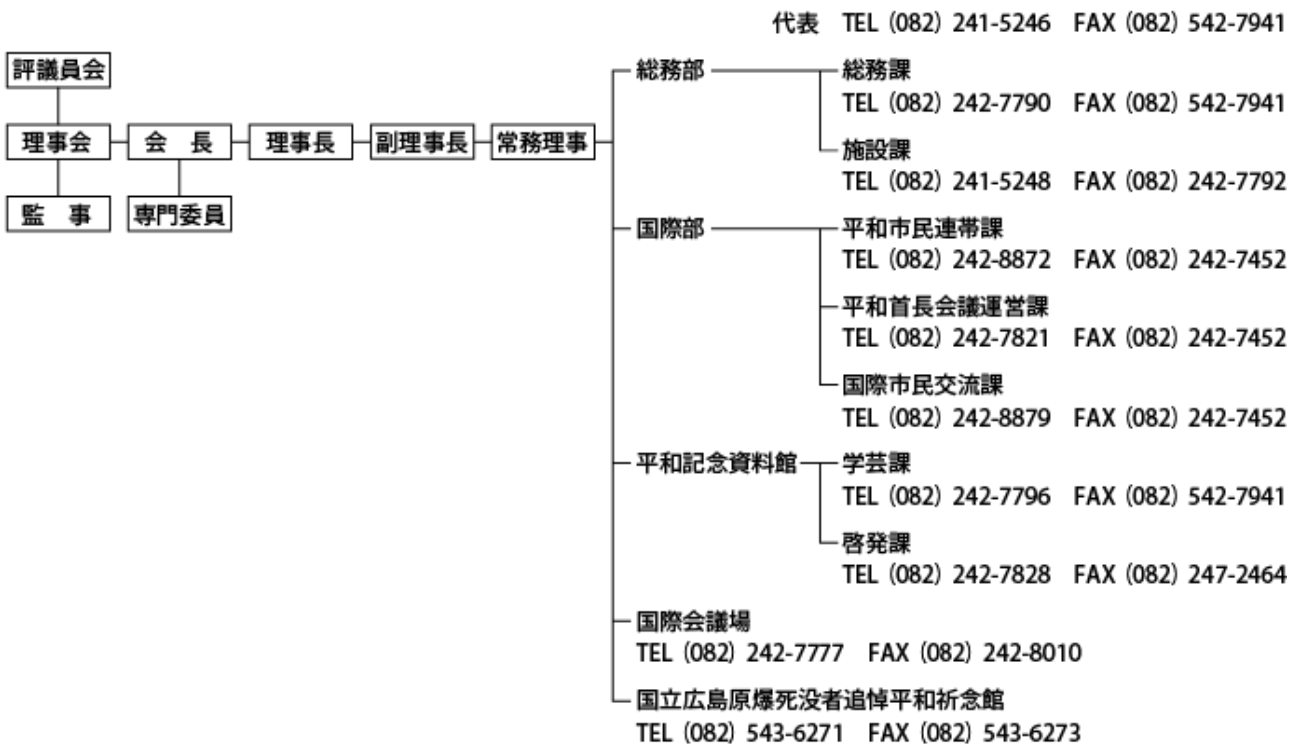 代表 TEL (082) 241-5246 FAX (082) 542-7941
評議員会
理事会
会 長
理事長
副理事長
常務理事
監 事
専門委員
総務部
総務課
TEL (082) 242-7790 FAX (082) 542-7941
施設課
TEL (082) 241-5248 FAX (082) 242-7792
国際部
平和市民連帯課
TEL (082) 242-8872 FAX (082) 242-7452
平和首長会議運営課
TEL (082) 242-7821 FAX (082) 242-7452
国際市民交流課
TEL (082) 242-8879 FAX (082) 242-7452
平和記念資料館
学芸課
TEL (082) 242-7796 FAX (082) 542-7941
啓発課
TEL (082) 242-7828 FAX (082) 247-2464
国際会議場
TEL (082) 242-7777 FAX (082) 242-8010
国立広島原爆死没者追悼平和祈念館
TEL (082) 543-6271 FAX (082) 543-6273